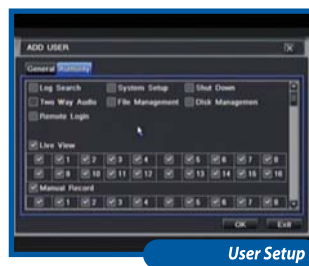 ADD USER
General Authority
Log Search System Setup Shut Down
Two Way Audio File Management Disk Managemen
Remote Login
Live View
1 2 3 4 5 6 7 8
9 10 11 12 13 14 15 16
Manual Record
1 2 3 4 5 6 7 8
OK Exit
User Setup